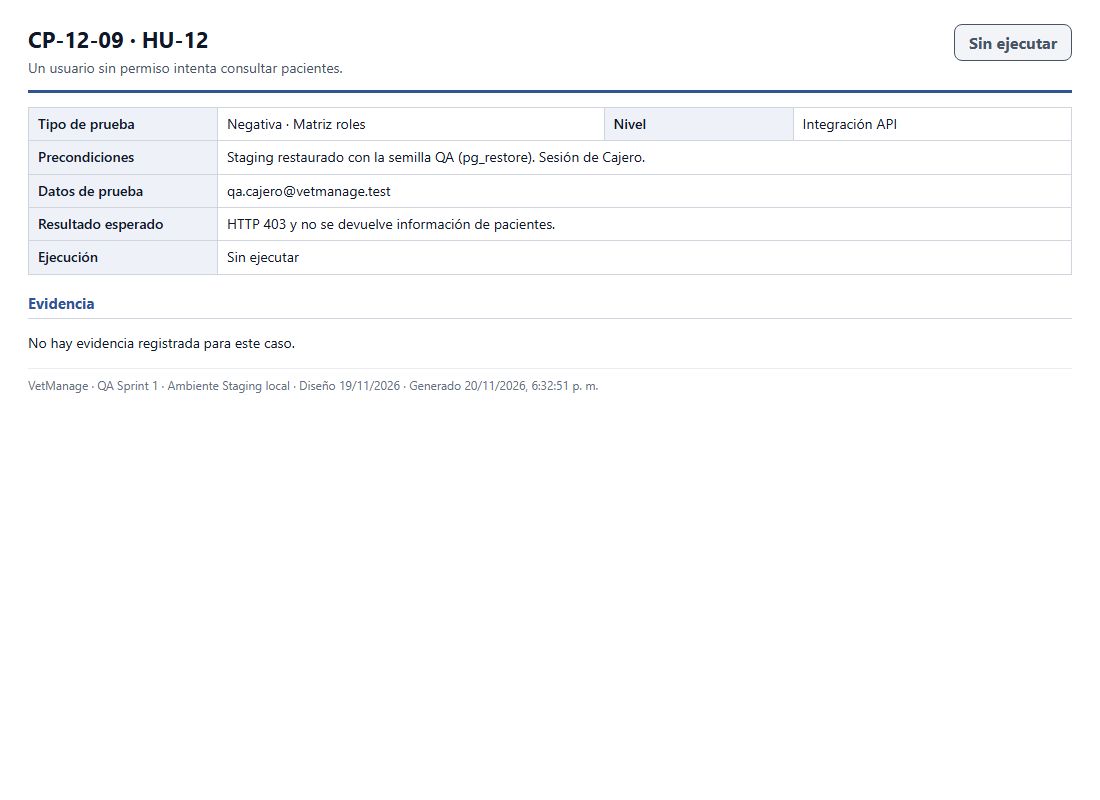 CP-12-09 · HU-12
Sin ejecutar
Un usuario sin permiso intenta consultar pacientes.
Tipo de prueba Negativa · Matriz roles Nivel Integración API
Precondiciones Staging restaurado con la semilla QA (pg_restore). Sesión de Cajero.
Datos de prueba qa.cajero@vetmanage.test
Resultado esperado HTTP 403 y no se devuelve información de pacientes.
Ejecución Sin ejecutar
Evidencia
No hay evidencia registrada para este caso.
VetManage · QA Sprint 1 · Ambiente Staging local · Diseño 19/11/2026 · Generado 20/11/2026, 6:32:51 p. m.